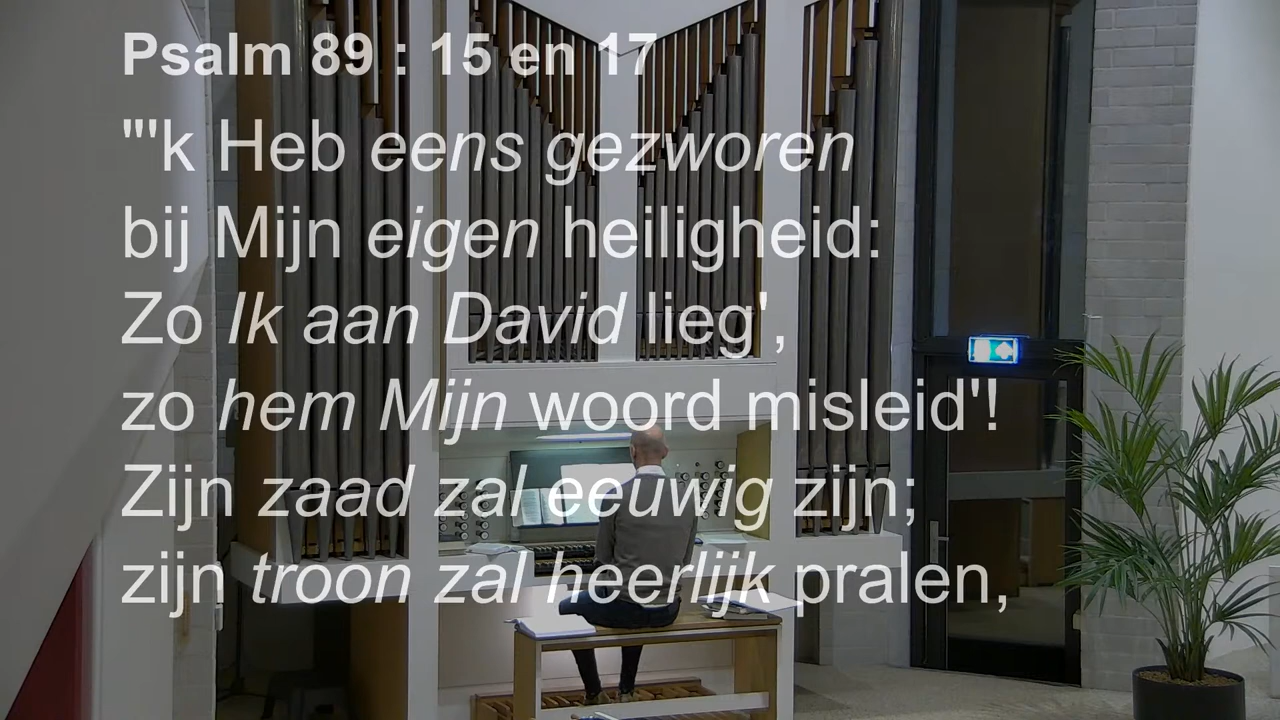 Psalm 89 : 15 en 17
"'k Heb eens gezworen
bij Mijn eigen heiligheid:
Zo Ik aan David lieg',
zo hem Mijn woord misleid'!
Zijn zaad zal eeuwig zijn;
zijn troon zal heerlijk pralen,